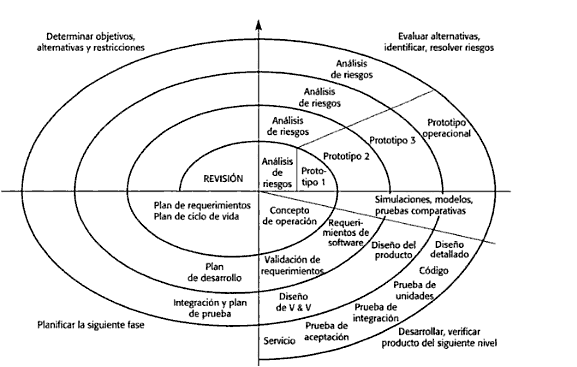 Determinar objetivos,
alternativas y restricciones
Evaluar alternativas,
identificar, resolver riesgos
Análisis
de riesgos
Análisis
de riesgos
Análisis
de riesgos
Análisis
de
riesgos
Proto-
tipo 1
Prototipo 2
Prototipo 3
Prototipo
operacional
REVISIÓN
Plan de requerimientos
Plan de ciclo de vida
Concepto
de operación
Simulaciones, modelos,
pruebas comparativas
Requeri-
mientos de
software
Diseño del
producto
Diseño
detallado
Código
Prueba de
unidades
Prueba de
integración
Prueba de
aceptación
Servicio
Plan
de desarrollo
Validación de
requerimientos
Integración y plan
de prueba
Diseño
de V & V
Planificar la siguiente fase
Desarrollar, verificar
producto del siguiente nivel